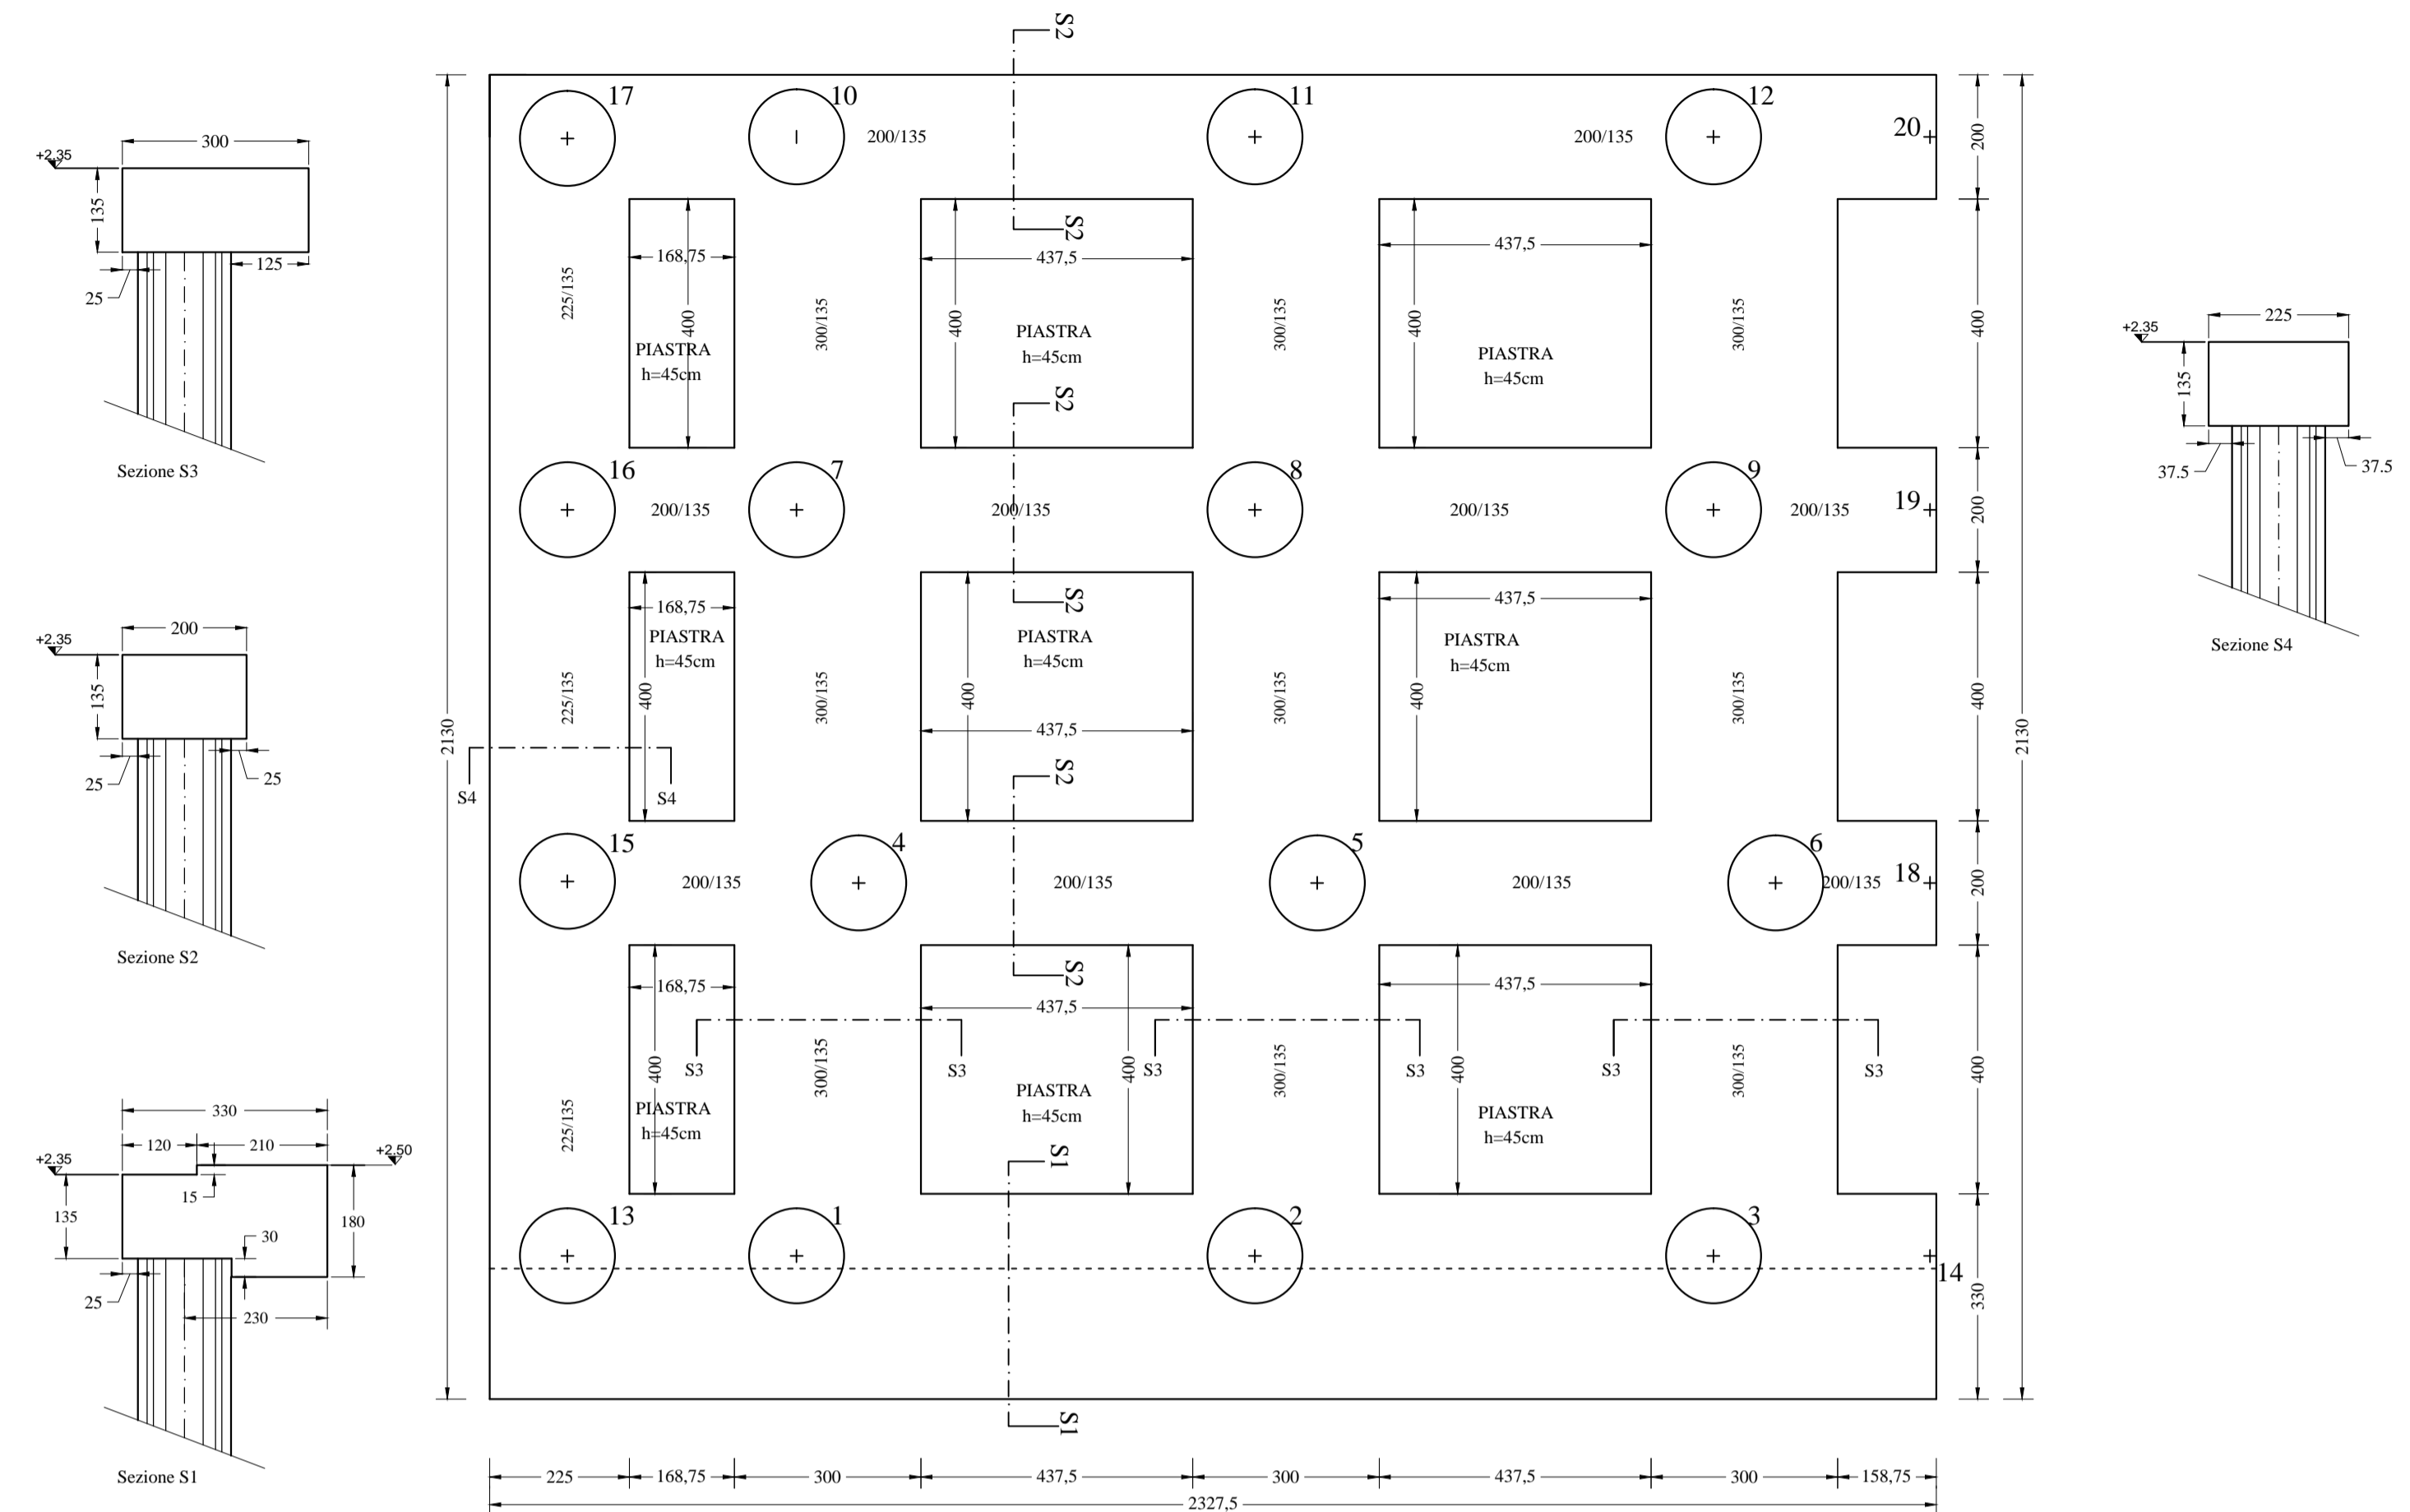 S2
17
10
11
12
200/135
200/135
20
200
300
+2.35
135
125
25
Sezione S3
S2
168,75
437,5
437,5
225/135
400
300/135
400
300/135
400
300/135
400
PIASTRA
h=45cm
PIASTRA
h=45cm
PIASTRA
h=45cm
225
+2.35
135
37.5
37.5
Sezione S4
S2
16
7
8
9
19
200/135
200/135
200/135
200/135
200
200
+2.35
135
25
25
Sezione S2
S2
168,75
437,5
PIASTRA
h=45cm
PIASTRA
h=45cm
PIASTRA
h=45cm
225/135
400
300/135
400
300/135
400
300/135
400
2130
2130
437,5
S4
S4
S2
15
4
5
6
18
200/135
200/135
200/135
200/135
200
S2
168,75
437,5
437,5
400
300/135
400
300/135
400
300/135
400
S3
S3
S3
S3
S3
S3
225/135
PIASTRA
h=45cm
PIASTRA
h=45cm
PIASTRA
h=45cm
S1
330
120
210
+2.35
+2.50
15
135
180
30
25
230
Sezione S1
13
1
2
3
14
330
S1
225
168,75
300
437,5
300
437,5
300
158,75
2327,5